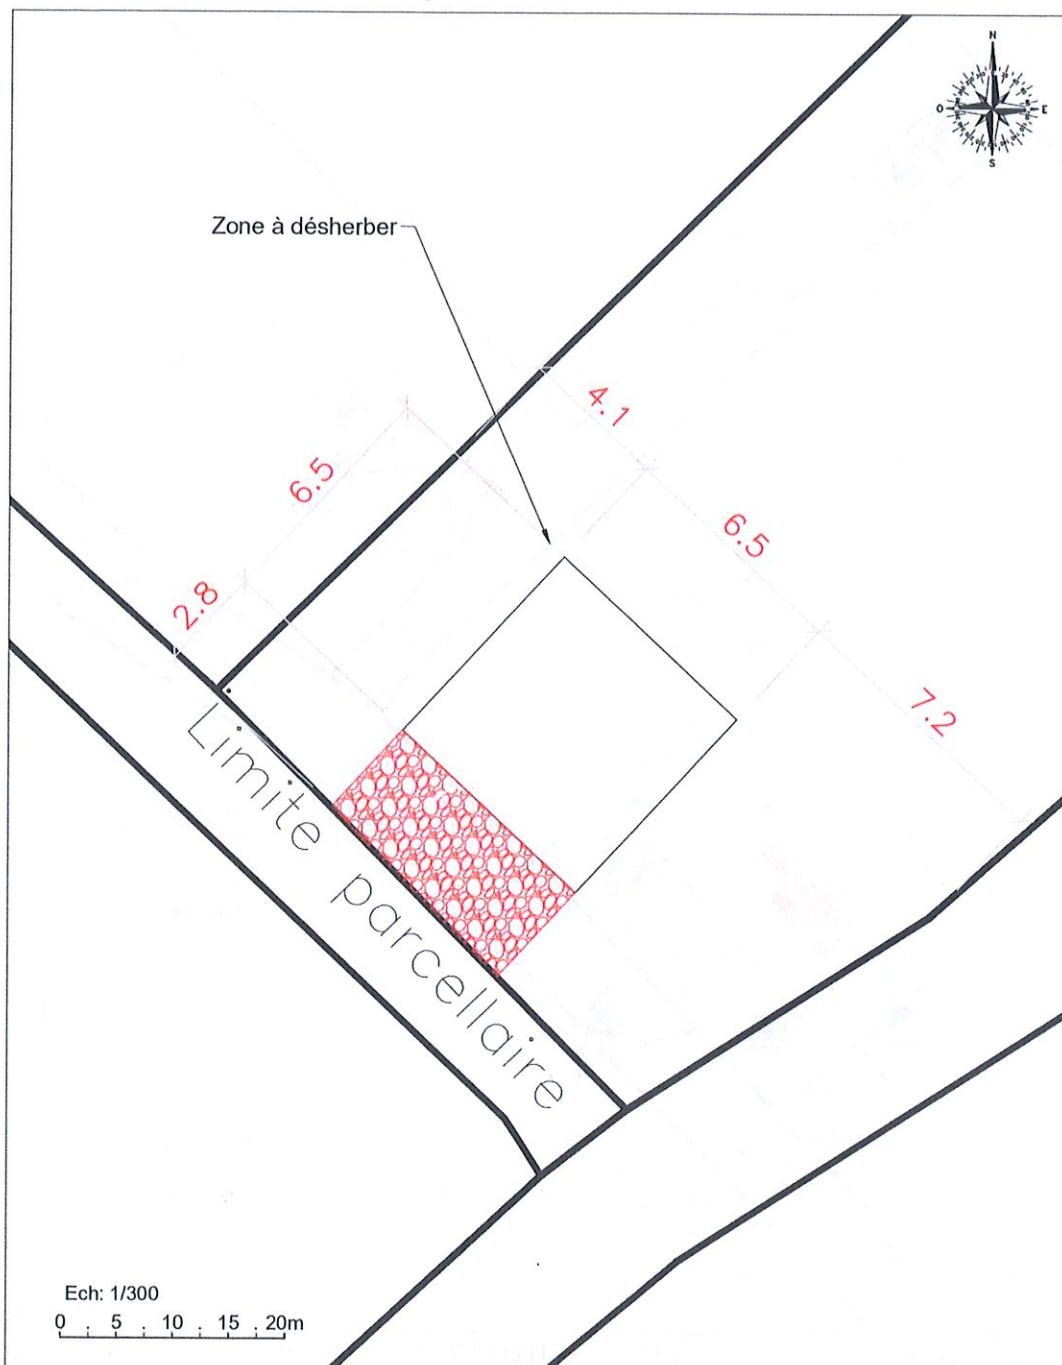 N
O
E
S
Zone à désherber
4.1
6.5
6.5
2.8
7.2
Limite parcellaire
Ech: 1/300
0 5 10 15 20m